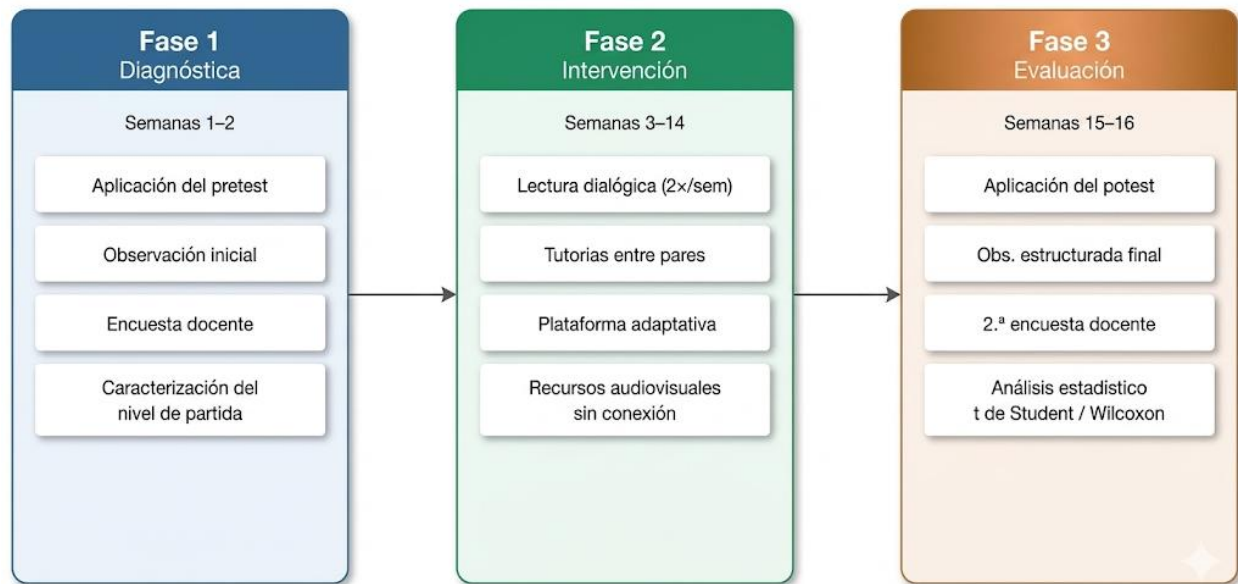 Fase 1
Diagnóstica
Semanas 1–2
Aplicación del pretest
Observación inicial
Encuesta docente
Caracterización del
nivel de partida
Fase 2
Intervención
Semanas 3–14
Lectura dialógica (2×/sem)
Tutorias entre pares
Plataforma adaptativa
Recursos audiovisuales
sin conexión
Fase 3
Evaluación
Semanas 15–16
Aplicación del potest
Obs. estructurada final
2.ª encuesta docente
Análisis estadistico
t de Student / Wilcoxon